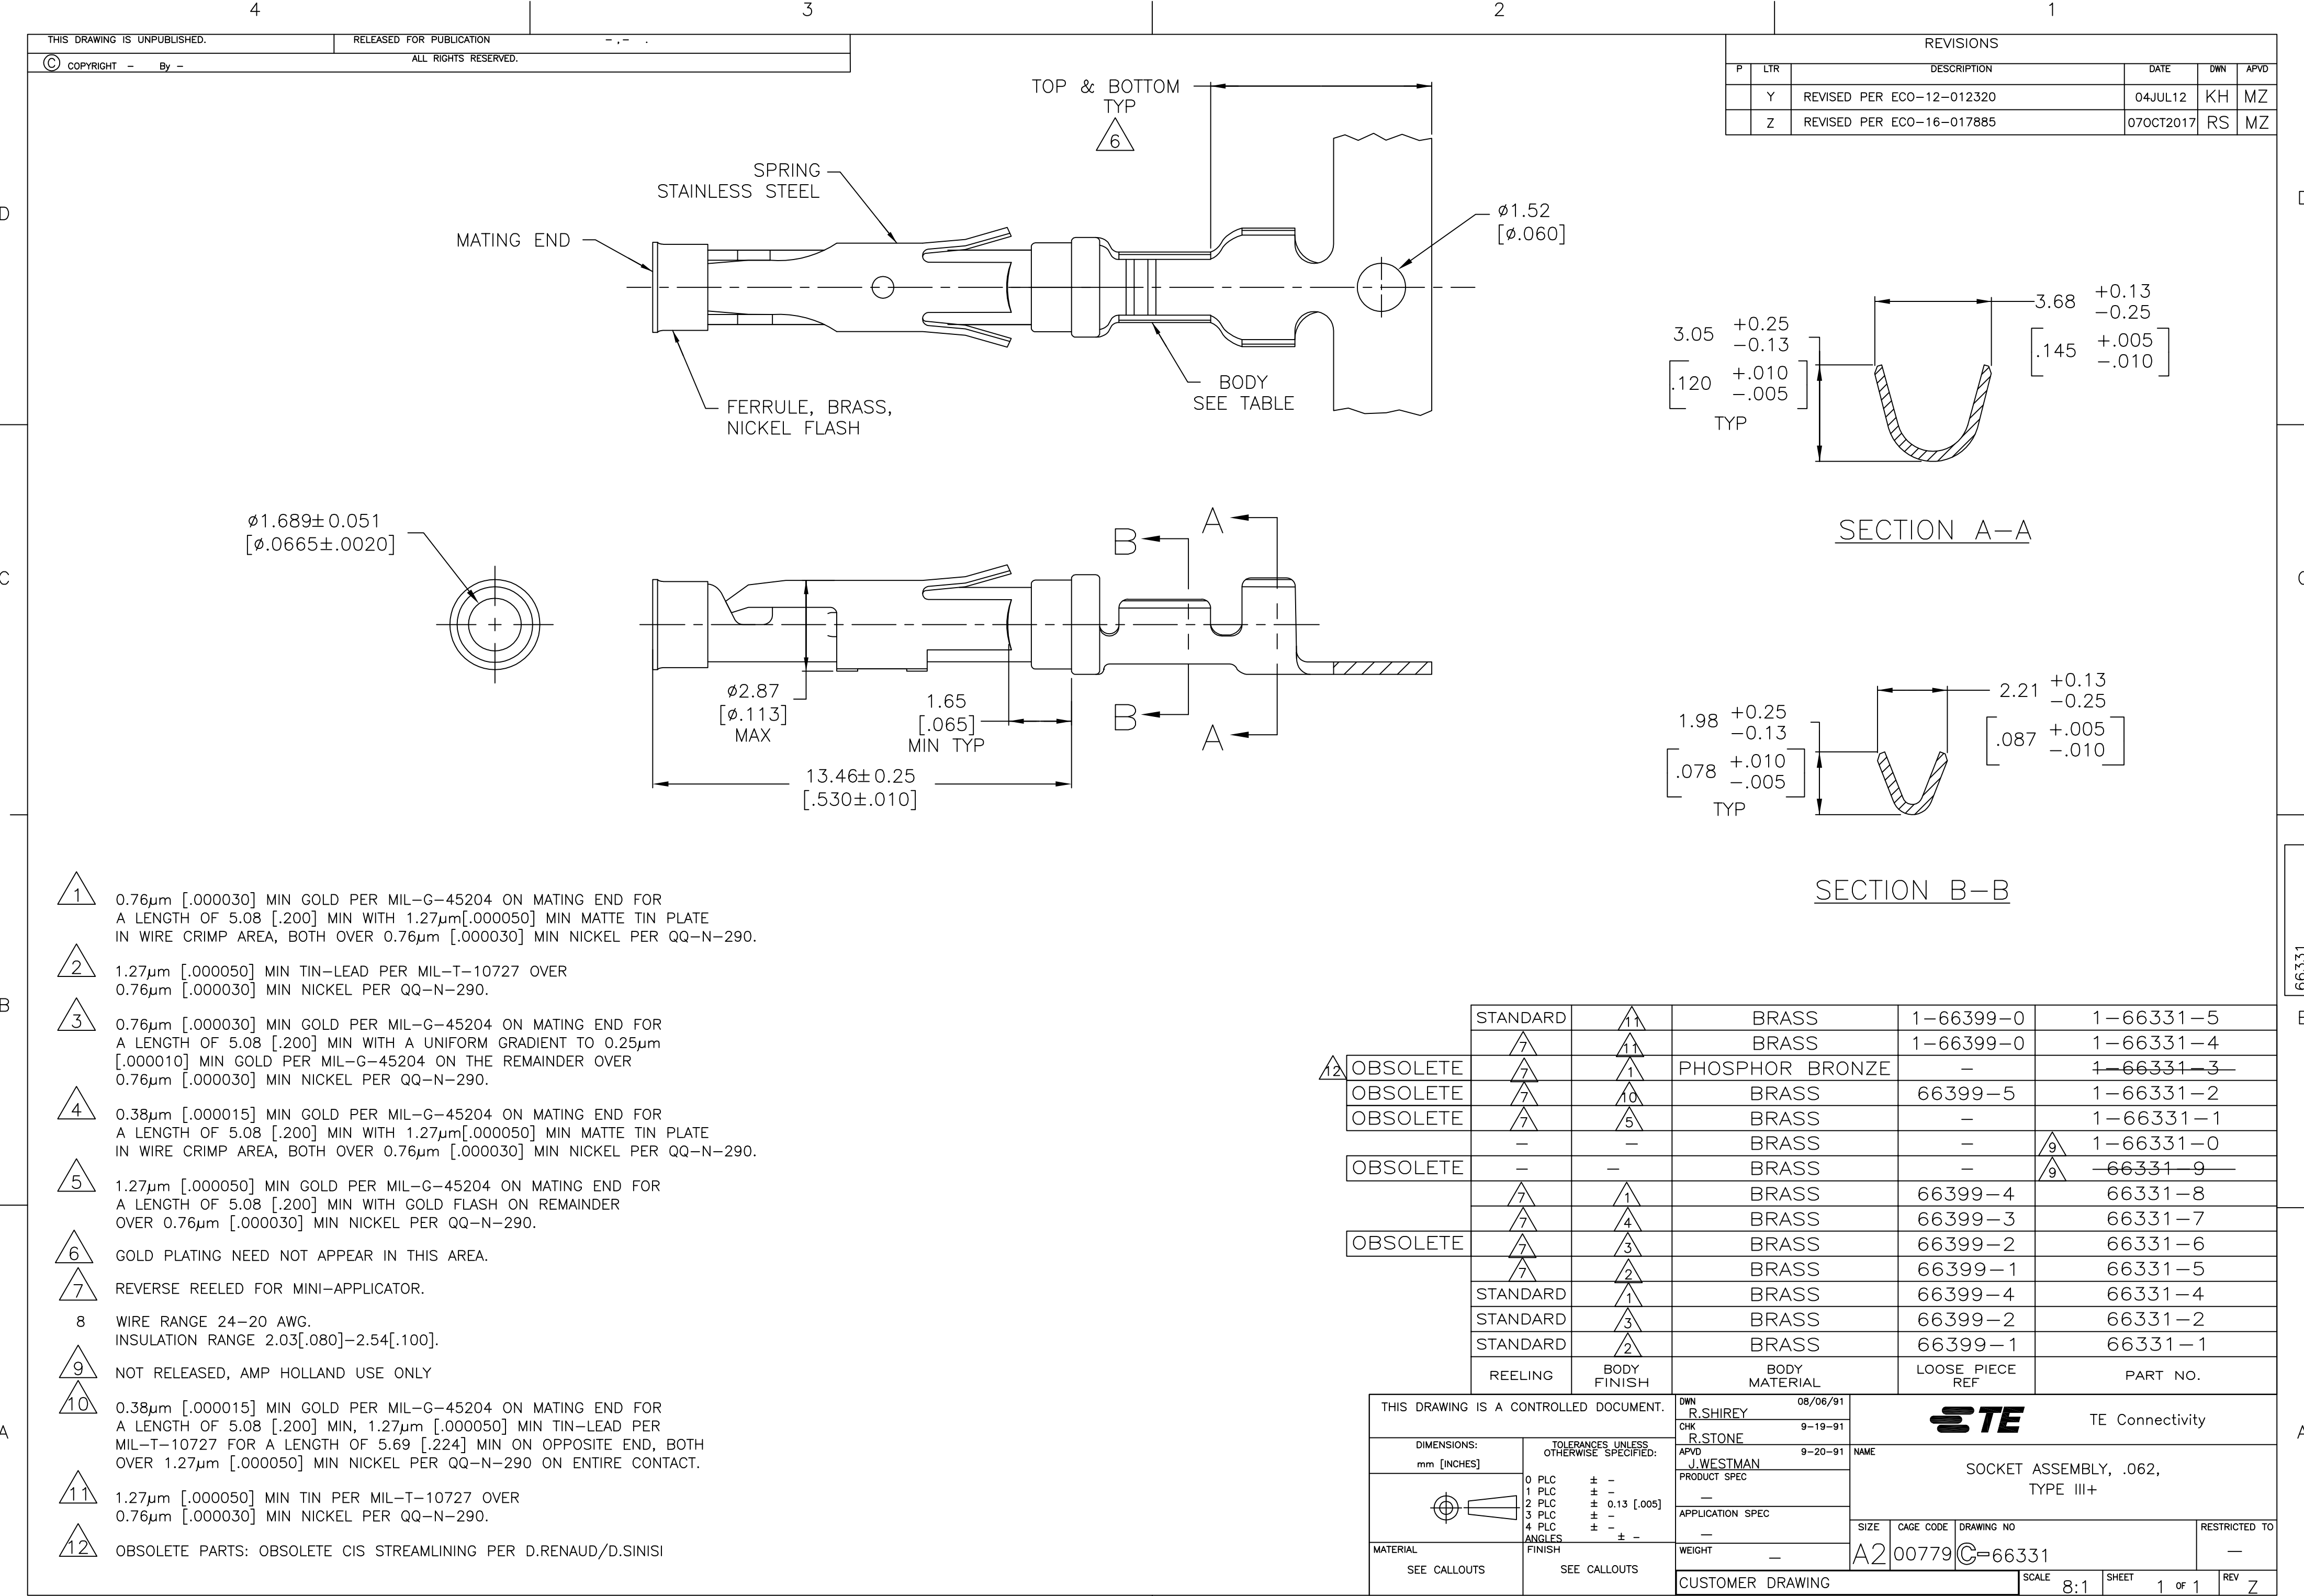 4 3 2 1
THIS DRAWING IS UNPUBLISHED. RELEASED FOR PUBLICATION –.– .
© COPYRIGHT – By – ALL RIGHTS RESERVED.
REVISIONS
P LTR DESCRIPTION DATE DWN APVD
Y REVISED PER ECO–12–012320 04JUL12 KH MZ
Z REVISED PER ECO–16–017885 07OCT2017 RS MZ
TOP & BOTTOM
TYP
6
SPRING
STAINLESS STEEL
MATING END
ø1.52
[ø.060]
FERRULE, BRASS,
NICKEL FLASH
BODY
SEE TABLE
3.68 +0.13 –0.25
[.145 +.005 –.010]
3.05 +0.25 –0.13
[.120 +.010 –.005]
TYP
SECTION A–A
D
D
C
C
B
B
A
A
ø1.689±0.051
[ø.0665±.0020]
B
A
B
A
ø2.87
[ø.113]
MAX
1.65
[.065]
MIN TYP
13.46±0.25
[.530±.010]
2.21 +0.13 –0.25
[.087 +.005 –.010]
1.98 +0.25 –0.13
[.078 +.010 –.005]
TYP
SECTION B–B
66331
1 0.76µm [.000030] MIN GOLD PER MIL–G–45204 ON MATING END FOR
A LENGTH OF 5.08 [.200] MIN WITH 1.27µm[.000050] MIN MATTE TIN PLATE
IN WIRE CRIMP AREA, BOTH OVER 0.76µm [.000030] MIN NICKEL PER QQ–N–290.
2 1.27µm [.000050] MIN TIN–LEAD PER MIL–T–10727 OVER
0.76µm [.000030] MIN NICKEL PER QQ–N–290.
3 0.76µm [.000030] MIN GOLD PER MIL–G–45204 ON MATING END FOR
A LENGTH OF 5.08 [.200] MIN WITH A UNIFORM GRADIENT TO 0.25µm
[.000010] MIN GOLD PER MIL–G–45204 ON THE REMAINDER OVER
0.76µm [.000030] MIN NICKEL PER QQ–N–290.
4 0.38µm [.000015] MIN GOLD PER MIL–G–45204 ON MATING END FOR
A LENGTH OF 5.08 [.200] MIN WITH 1.27µm[.000050] MIN MATTE TIN PLATE
IN WIRE CRIMP AREA, BOTH OVER 0.76µm [.000030] MIN NICKEL PER QQ–N–290.
5 1.27µm [.000050] MIN GOLD PER MIL–G–45204 ON MATING END FOR
A LENGTH OF 5.08 [.200] MIN WITH GOLD FLASH ON REMAINDER
OVER 0.76µm [.000030] MIN NICKEL PER QQ–N–290.
6 GOLD PLATING NEED NOT APPEAR IN THIS AREA.
7 REVERSE REELED FOR MINI–APPLICATOR.
8 WIRE RANGE 24–20 AWG.
INSULATION RANGE 2.03[.080]–2.54[.100].
9 NOT RELEASED, AMP HOLLAND USE ONLY
10 0.38µm [.000015] MIN GOLD PER MIL–G–45204 ON MATING END FOR
A LENGTH OF 5.08 [.200] MIN, 1.27µm [.000050] MIN TIN–LEAD PER
MIL–T–10727 FOR A LENGTH OF 5.69 [.224] MIN ON OPPOSITE END, BOTH
OVER 1.27µm [.000050] MIN NICKEL PER QQ–N–290 ON ENTIRE CONTACT.
11 1.27µm [.000050] MIN TIN PER MIL–T–10727 OVER
0.76µm [.000030] MIN NICKEL PER QQ–N–290.
12 OBSOLETE PARTS: OBSOLETE CIS STREAMLINING PER D.RENAUD/D.SINISI
STANDARD 11 BRASS 1–66399–0 1–66331–5
7 11 BRASS 1–66399–0 1–66331–4
12 OBSOLETE 7 1 PHOSPHOR BRONZE – 1–66331–3
OBSOLETE 7 10 BRASS 66399–5 1–66331–2
OBSOLETE 7 5 BRASS – 1–66331–1
– – BRASS – 9 1–66331–0
OBSOLETE – – BRASS – 9 66331–9
7 1 BRASS 66399–4 66331–8
7 4 BRASS 66399–3 66331–7
OBSOLETE 7 3 BRASS 66399–2 66331–6
7 2 BRASS 66399–1 66331–5
STANDARD 1 BRASS 66399–4 66331–4
STANDARD 3 BRASS 66399–2 66331–2
STANDARD 2 BRASS 66399–1 66331–1
REELING BODY FINISH BODY MATERIAL LOOSE PIECE REF PART NO.
THIS DRAWING IS A CONTROLLED DOCUMENT.
DIMENSIONS:
mm [INCHES]
TOLERANCES UNLESS
OTHERWISE SPECIFIED:
0 PLC ± –
1 PLC ± –
2 PLC ± 0.13 [.005]
3 PLC ± –
4 PLC ± –
ANGLES ± –
MATERIAL
SEE CALLOUTS
FINISH
SEE CALLOUTS
DWN 08/06/91
R.SHIREY
CHK 9–19–91
R.STONE
APVD 9–20–91
J.WESTMAN
PRODUCT SPEC
–
APPLICATION SPEC
–
WEIGHT –
CUSTOMER DRAWING
TE TE Connectivity
NAME
SOCKET ASSEMBLY, .062,
TYPE III+
SIZE CAGE CODE DRAWING NO RESTRICTED TO
A2 00779 C–66331 –
SCALE 8:1 SHEET 1 OF 1 REV Z